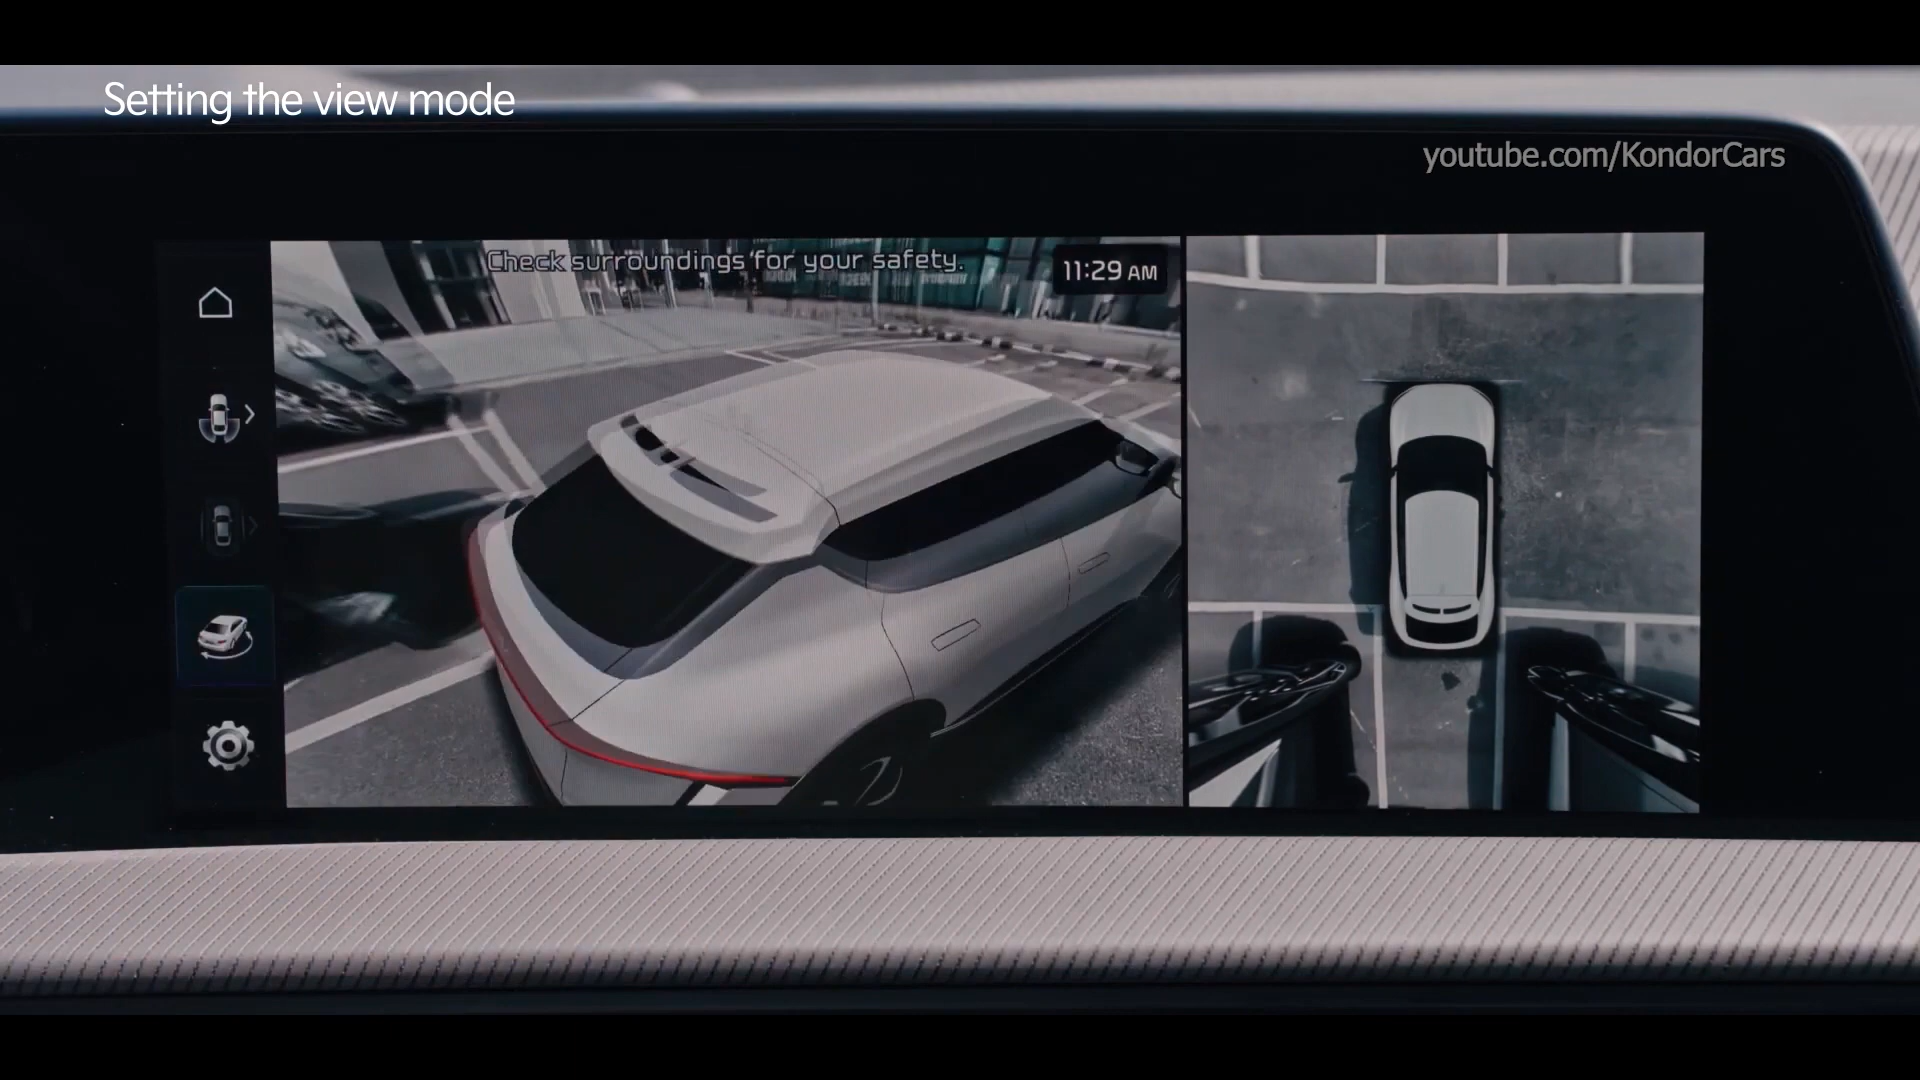 Setting the view mode
youtube.com/KondorCars
Check surroundings for your safety.
11:29 AM